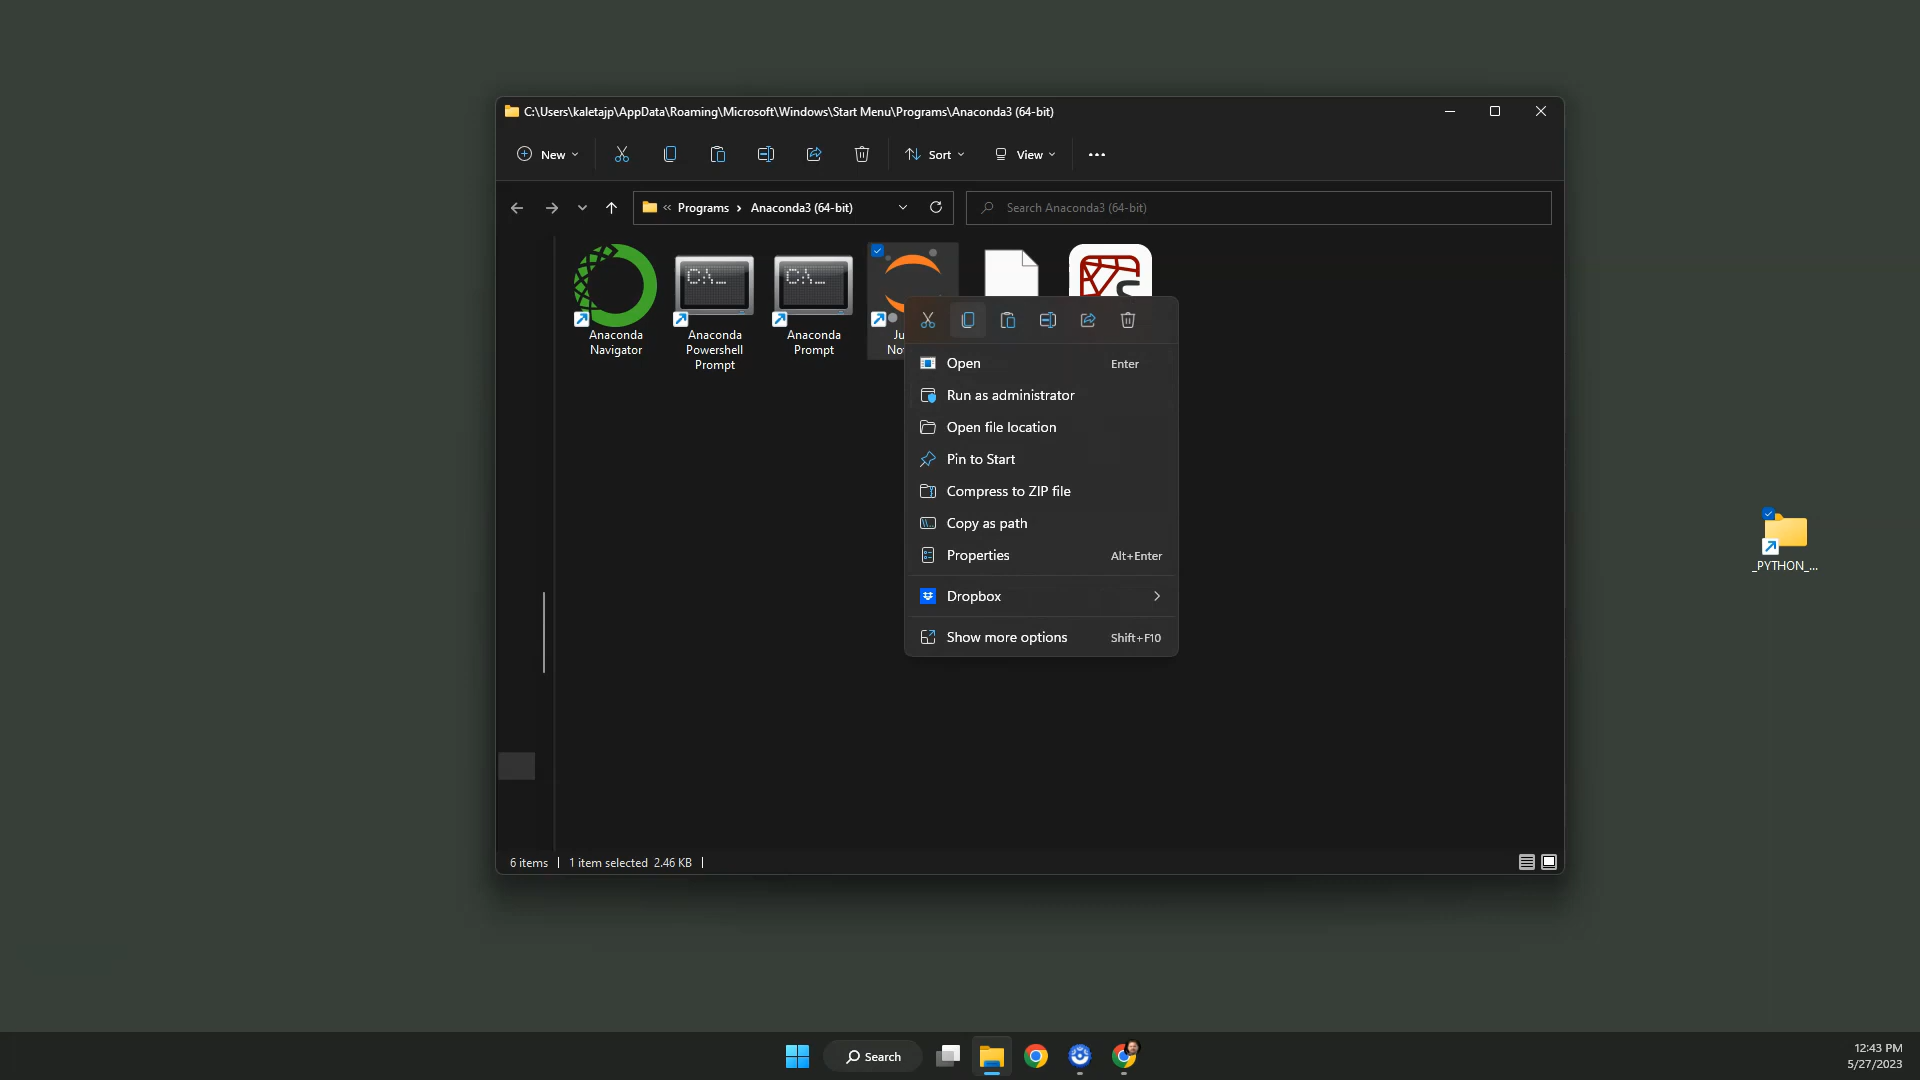 C:\Users\kaletajp\AppData\Roaming\Microsoft\Windows\Start Menu\Programs\Anaconda3 (64-bit)
New
Sort
View
« Programs › Anaconda3 (64-bit)
Search Anaconda3 (64-bit)
Anaconda
Navigator
Anaconda
Powershell
Prompt
Anaconda
Prompt
Open Enter
Run as administrator
Open file location
Pin to Start
Compress to ZIP file
Copy as path
Properties Alt+Enter
Dropbox
Show more options Shift+F10
_PYTHON_...
6 items | 1 item selected 2.46 KB |
Search
12:43 PM
5/27/2023